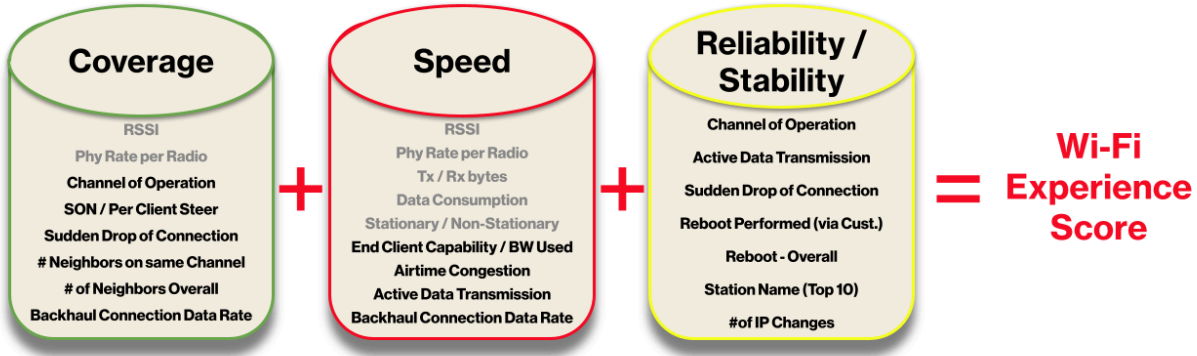 Coverage
RSSI
Phy Rate per Radio
Channel of Operation
SON / Per Client Steer
Sudden Drop of Connection
# Neighbors on same Channel
# of Neighbors Overall
Backhaul Connection Data Rate
+
Speed
RSSI
Phy Rate per Radio
Tx / Rx bytes
Data Consumption
Stationary / Non-Stationary
End Client Capability / BW Used
Airtime Congestion
Active Data Transmission
Backhaul Connection Data Rate
+
Reliability /
Stability
Channel of Operation
Active Data Transmission
Sudden Drop of Connection
Reboot Performed (via Cust.)
Reboot - Overall
Station Name (Top 10)
#of IP Changes
=
Wi-Fi
Experience
Score